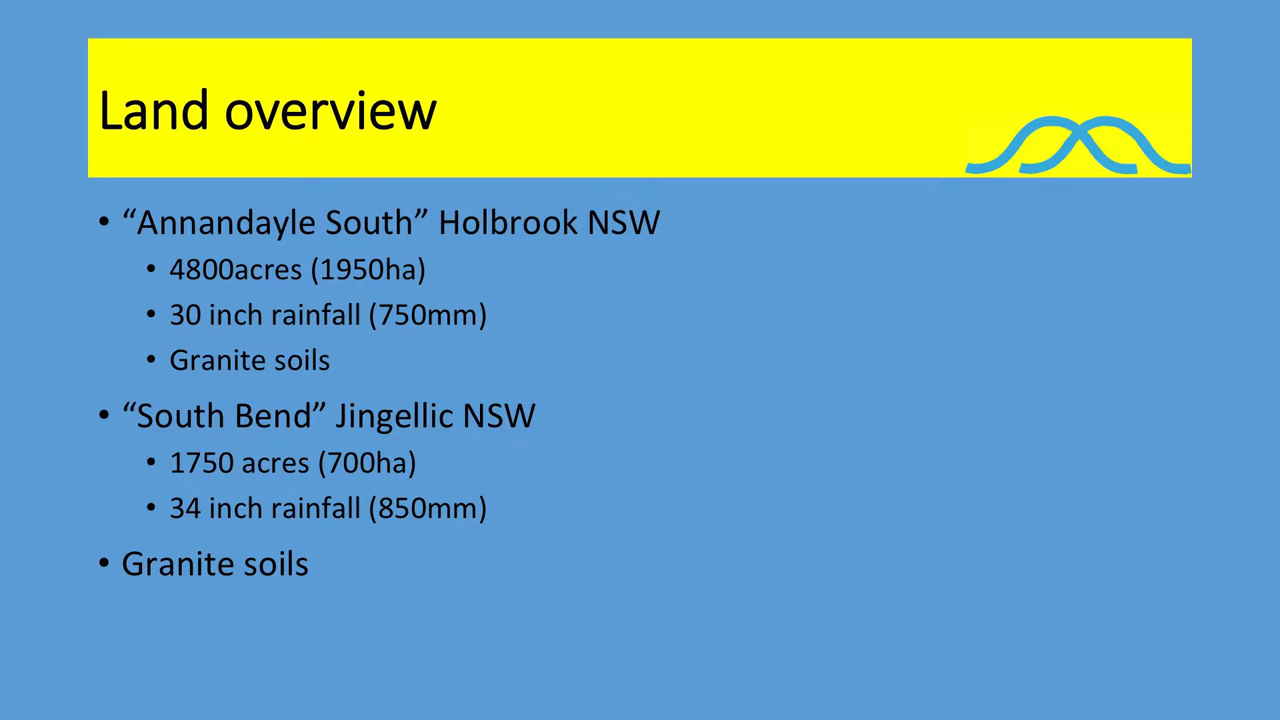 Land overview
• “Annandayle South” Holbrook NSW
• 4800acres (1950ha)
• 30 inch rainfall (750mm)
• Granite soils
• “South Bend” Jingellic NSW
• 1750 acres (700ha)
• 34 inch rainfall (850mm)
• Granite soils